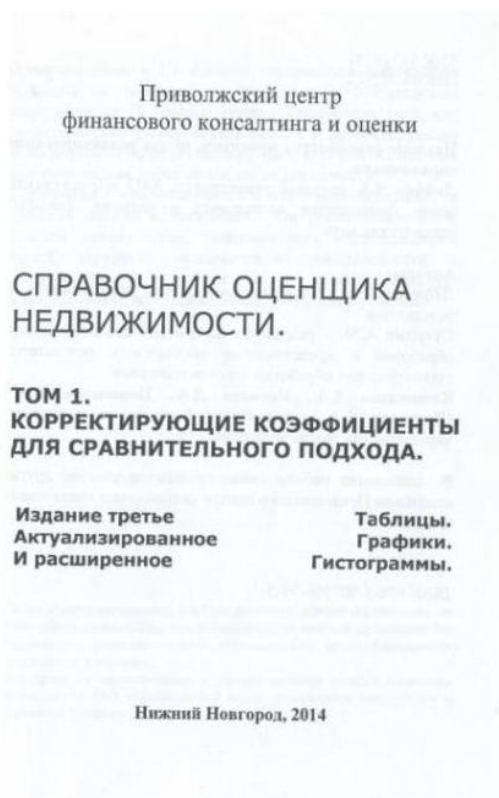 Приволжский центр
финансового консалтинга и оценки
СПРАВОЧНИК ОЦЕНЩИКА
НЕДВИЖИМОСТИ.
ТОМ 1.
КОРРЕКТИРУЮЩИЕ КОЭФФИЦИЕНТЫ
ДЛЯ СРАВНИТЕЛЬНОГО ПОДХОДА.
Издание третье Таблицы.
Актуализированное Графики.
И расширенное Гистограммы.
Нижний Новгород, 2014